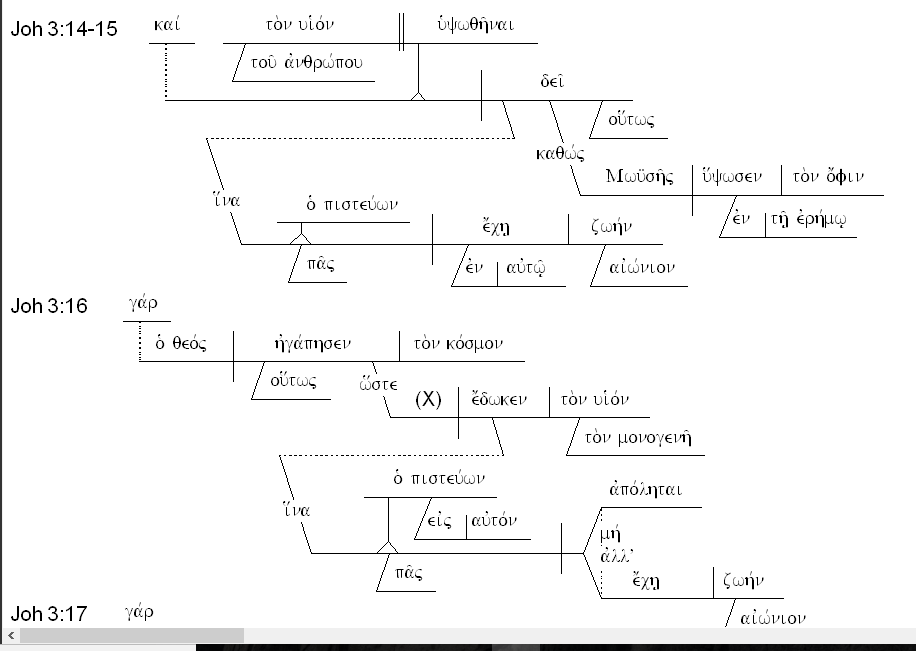 Joh 3:14-15 καί τὸν υἱόν ὑψωθῆναι
τοῦ ἀνθρώπου
δεῖ
οὕτως
καθώς
Μωϋσῆς ὕψωσεν τὸν ὄφιν
ἵνα ὁ πιστεύων
ἐν τῇ ἐρήμῳ
ἔχῃ ζωήν
πᾶς ἐν αὐτῷ αἰώνιον
Joh 3:16 γάρ
ὁ θεός ἠγάπησεν τὸν κόσμον
οὕτως ὥστε
(X) ἔδωκεν τὸν υἱόν
τὸν μονογενῆ
ὁ πιστεύων
ἀπόληται
ἵνα
εἰς αὐτόν
μή
ἀλλ’
πᾶς
ἔχῃ ζωήν
Joh 3:17 γάρ
αἰώνιον